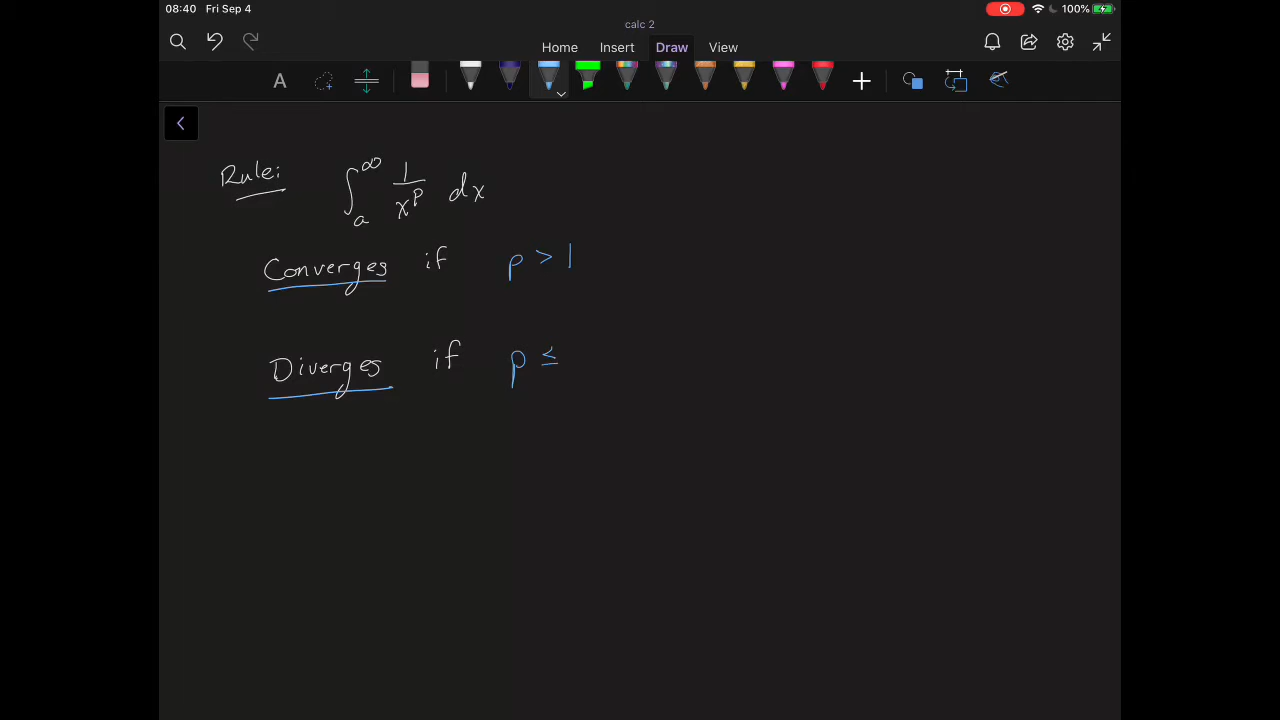 08:40 Fri Sep 4 100%
calc 2
Home Insert Draw View
A
Rule: ∫_a^∞ 1/x^p dx
Converges if p > 1
Diverges if p ≤